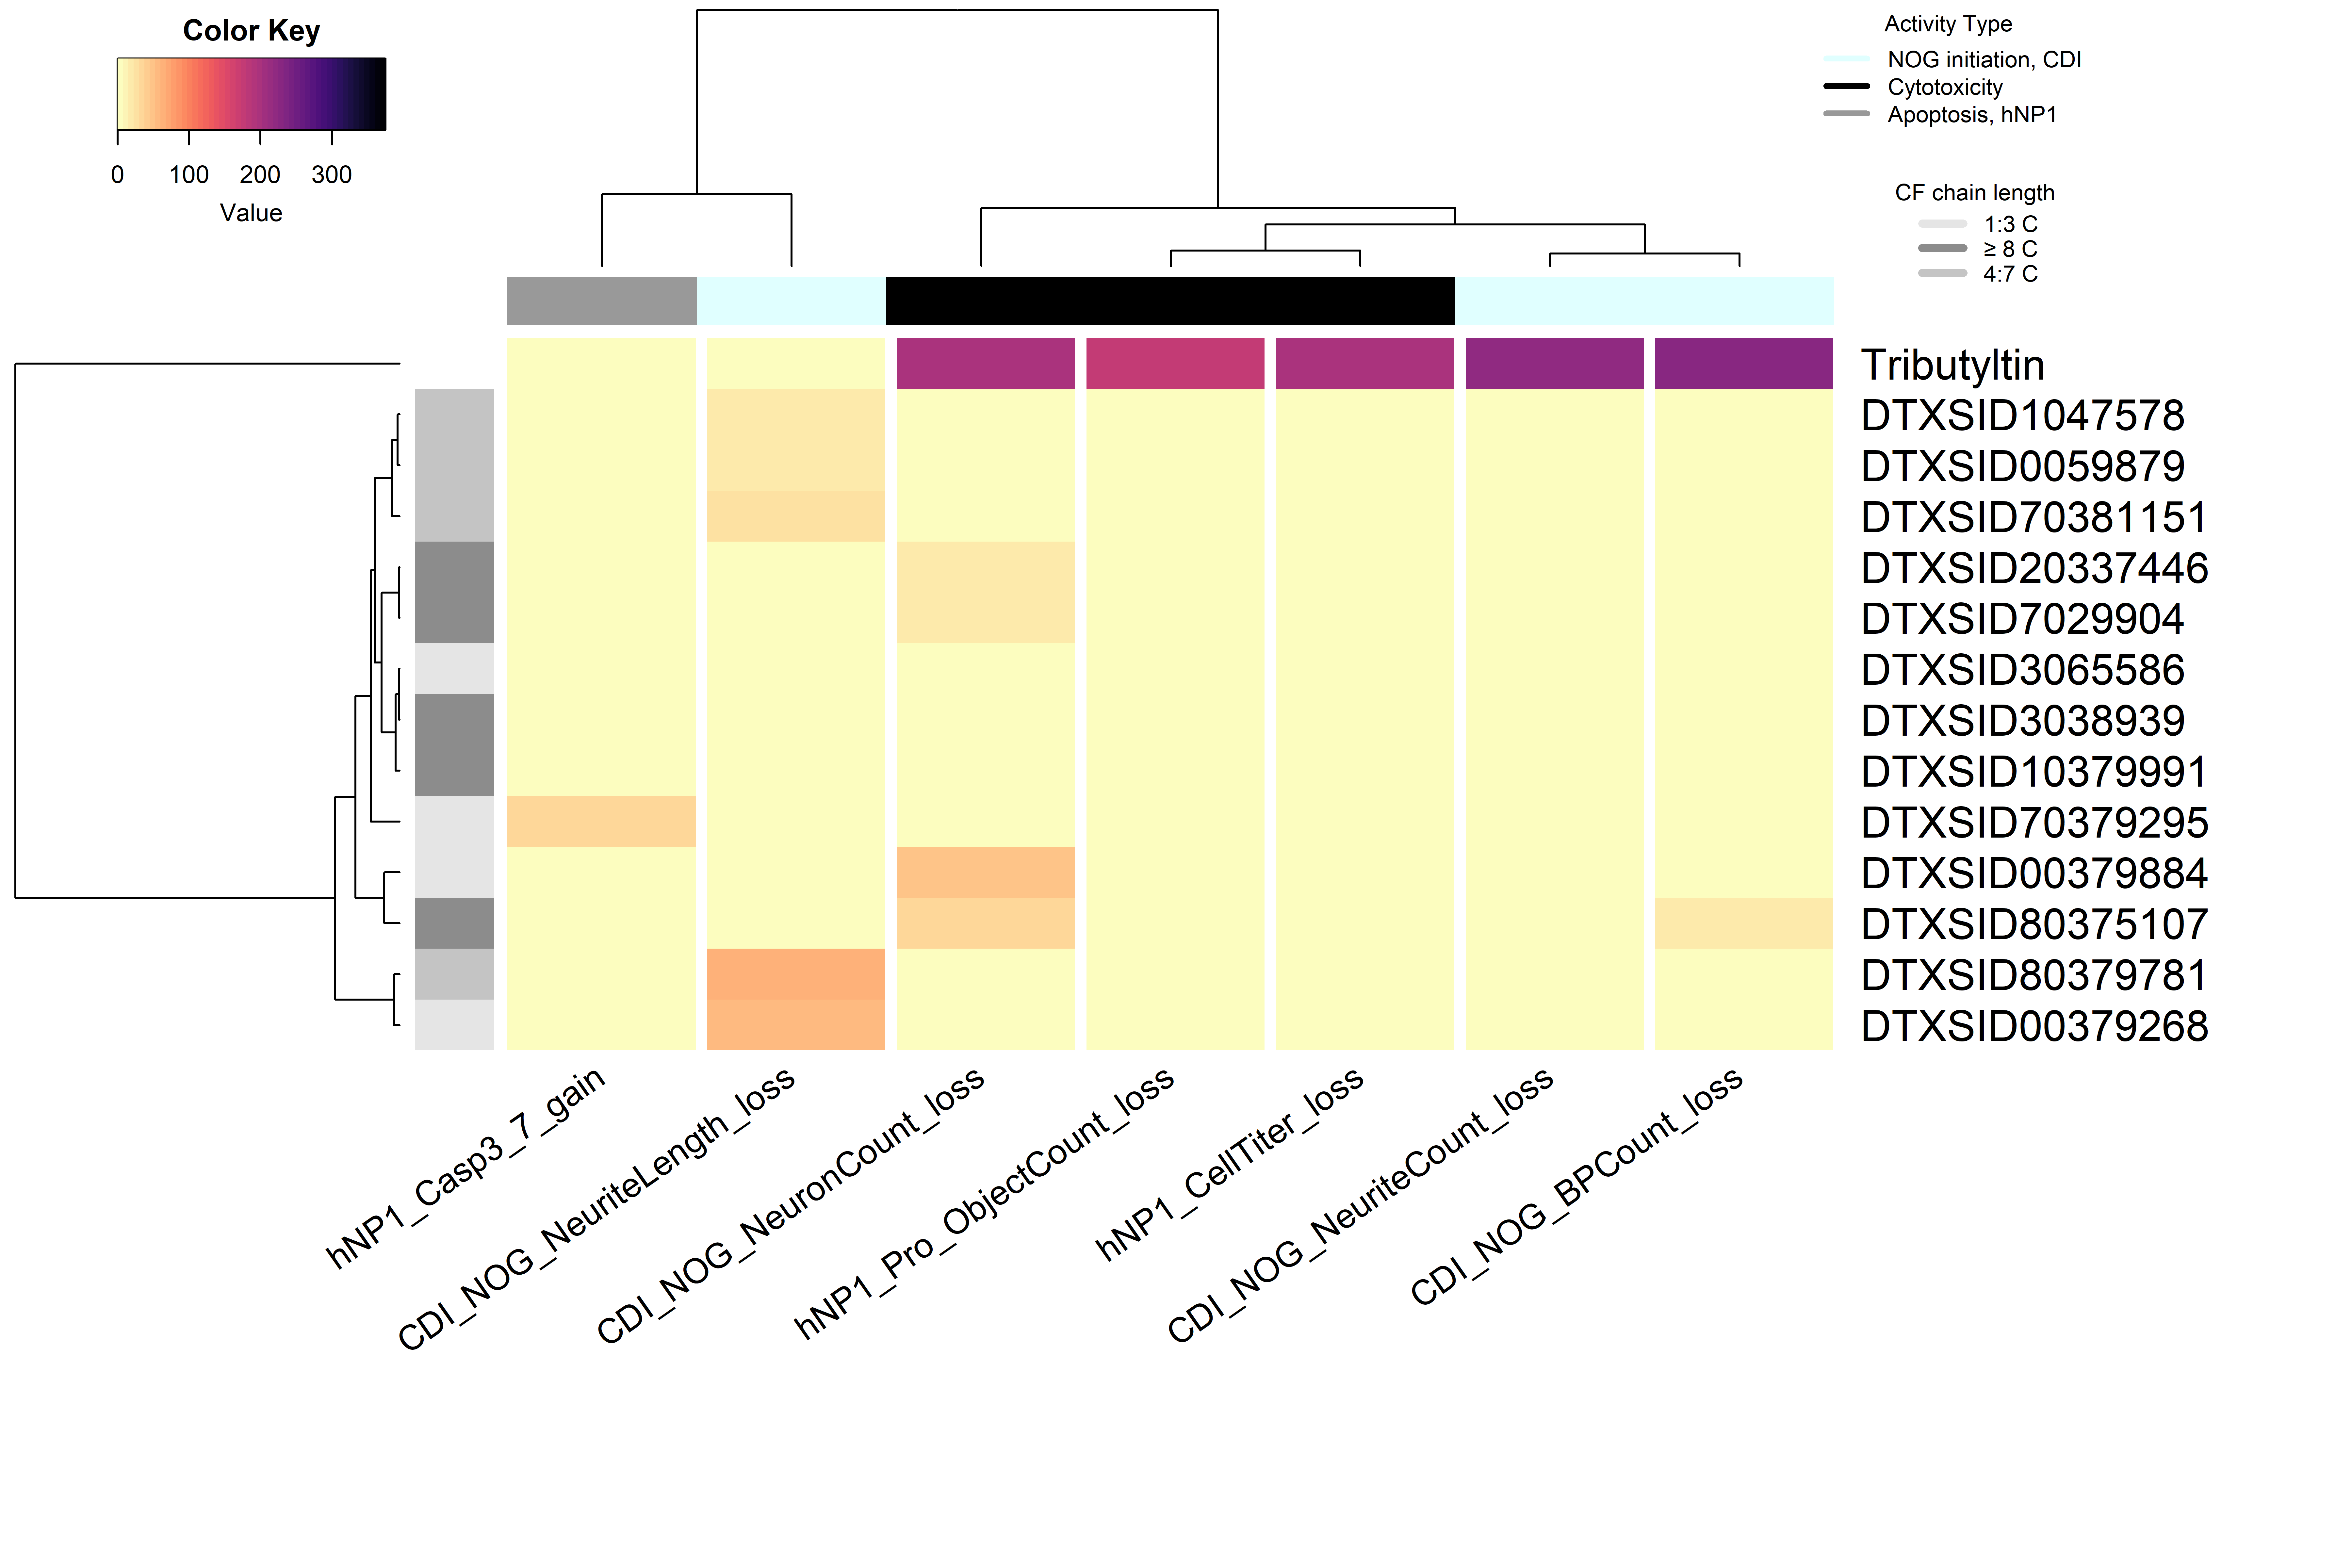 Color Key
0 100 200 300
Value
Activity Type
NOG initiation, CDI
Cytotoxicity
Apoptosis, hNP1
CF chain length
1:3 C
≥ 8 C
4:7 C
Tributyltin
DTXSID1047578
DTXSID0059879
DTXSID70381151
DTXSID20337446
DTXSID7029904
DTXSID3065586
DTXSID3038939
DTXSID10379991
DTXSID70379295
DTXSID00379884
DTXSID80375107
DTXSID80379781
DTXSID00379268
hNP1_Casp3_7_gain
CDI_NOG_NeuriteLength_loss
CDI_NOG_NeuronCount_loss
hNP1_Pro_ObjectCount_loss
hNP1_CellTiter_loss
CDI_NOG_NeuriteCount_loss
CDI_NOG_BPCount_loss